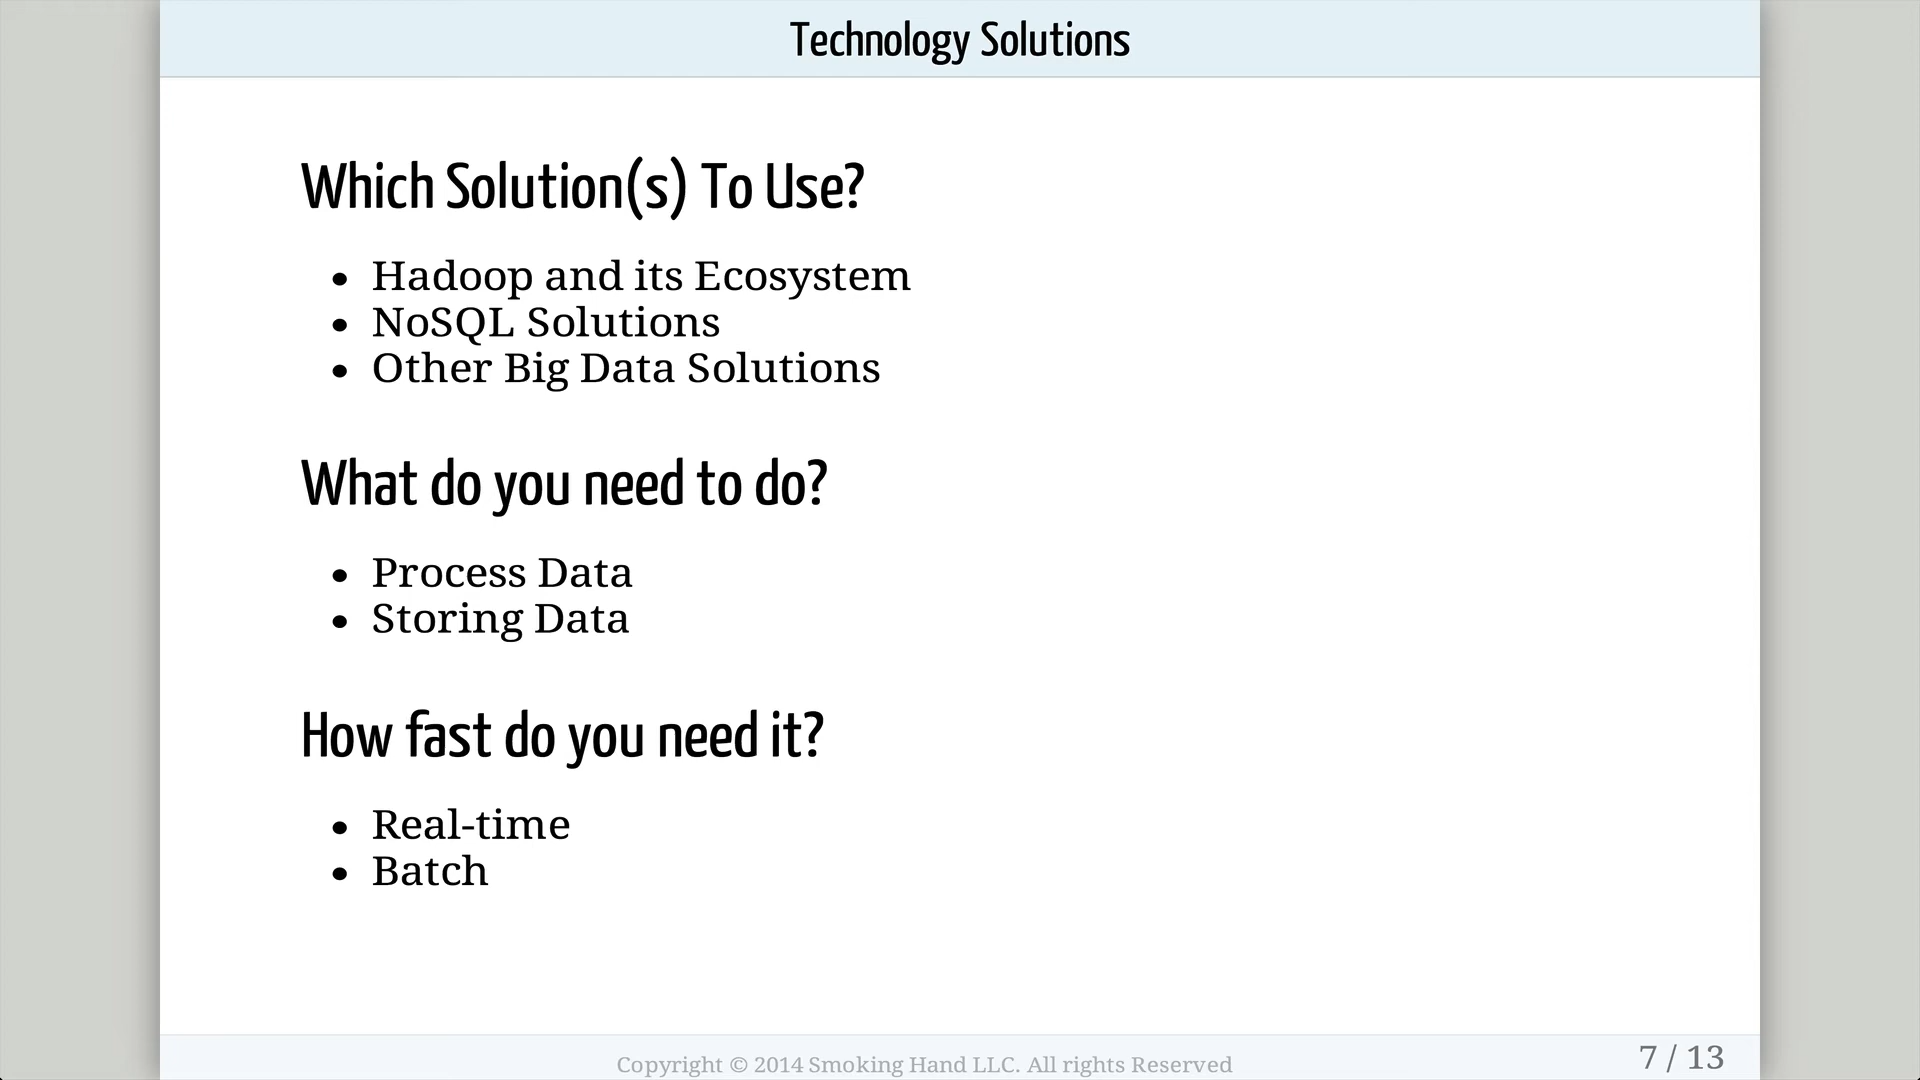 Technology Solutions
Which Solution(s) To Use?
• Hadoop and its Ecosystem
• NoSQL Solutions
• Other Big Data Solutions
What do you need to do?
• Process Data
• Storing Data
How fast do you need it?
• Real-time
• Batch
Copyright © 2014 Smoking Hand LLC. All rights Reserved
7 / 13